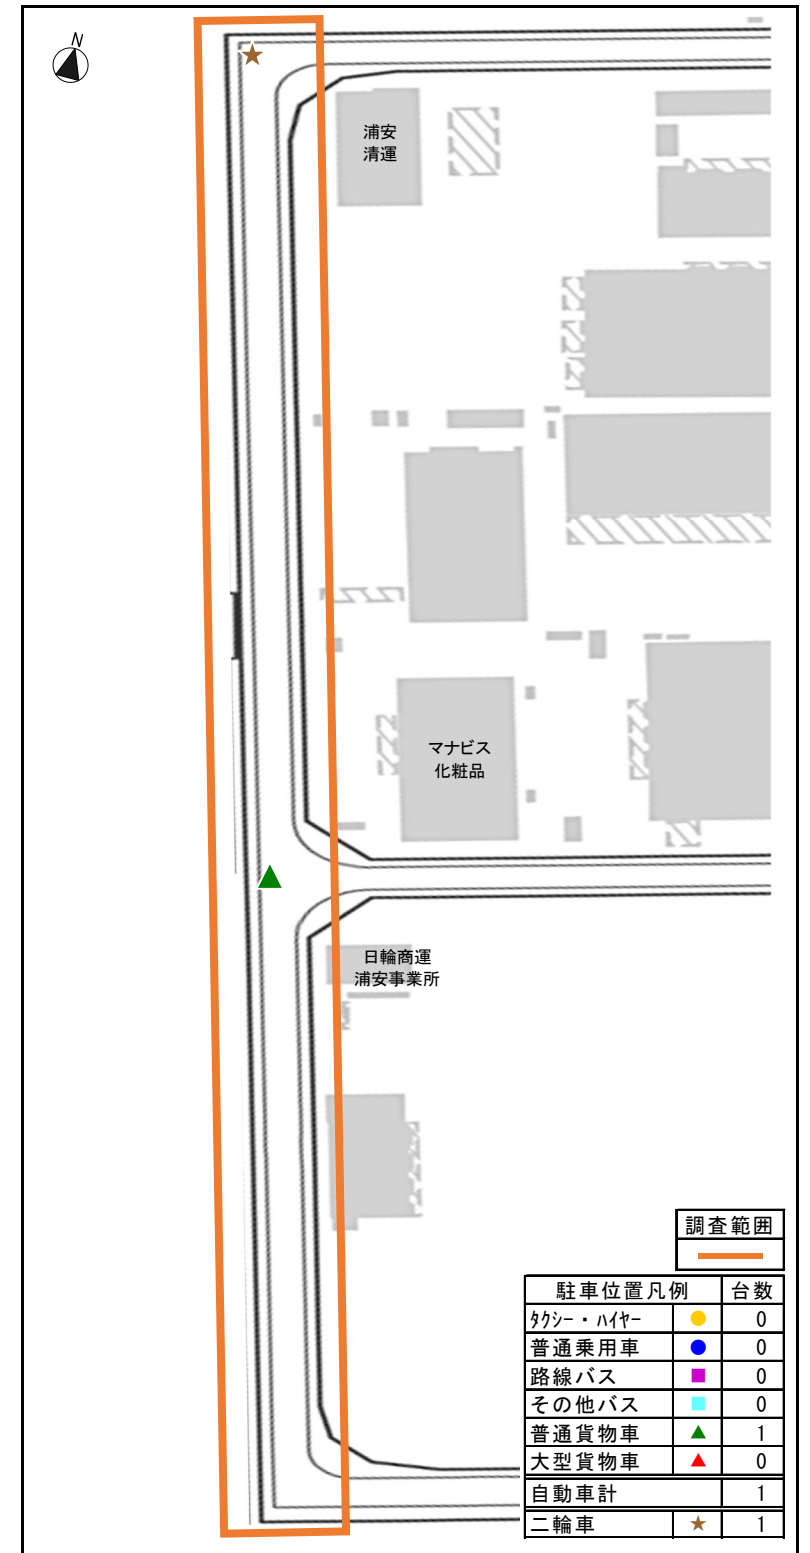 N
浦安
清運
マナビス
化粧品
日輪商運
浦安事業所
調査範囲
駐車位置凡例 台数
ﾀｸｼｰ・ﾊｲﾔｰ 0
普通乗用車 0
路線バス 0
その他バス 0
普通貨物車 1
大型貨物車 0
自動車計 1
二輪車 1